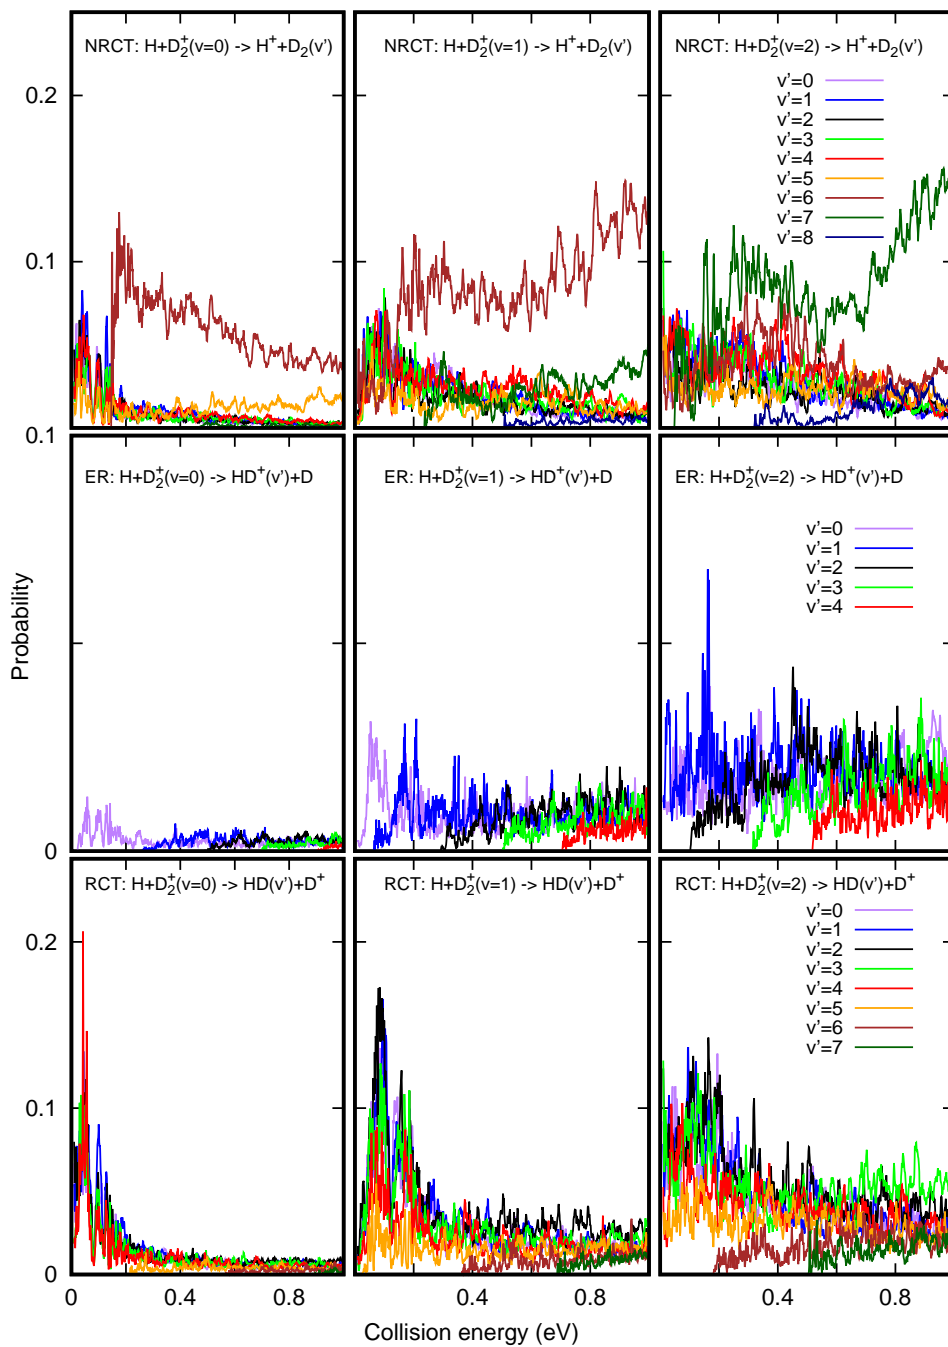 NRCT: H+D₂⁺(v=0) -> H⁺+D₂(v')
NRCT: H+D₂⁺(v=1) -> H⁺+D₂(v')
NRCT: H+D₂⁺(v=2) -> H⁺+D₂(v')
v'=0
v'=1
v'=2
v'=3
v'=4
v'=5
v'=6
v'=7
v'=8
0.2
0.1
0
0.1
ER: H+D₂⁺(v=0) -> HD⁺(v')+D
ER: H+D₂⁺(v=1) -> HD⁺(v')+D
ER: H+D₂⁺(v=2) -> HD⁺(v')+D
v'=0
v'=1
v'=2
v'=3
v'=4
Probability
0
RCT: H+D₂⁺(v=0) -> HD(v')+D⁺
RCT: H+D₂⁺(v=1) -> HD(v')+D⁺
RCT: H+D₂⁺(v=2) -> HD(v')+D⁺
v'=0
v'=1
v'=2
v'=3
v'=4
v'=5
v'=6
v'=7
0.2
0.1
0
0 0.4 0.8 0.4 0.8 0.4 0.8
Collision energy (eV)